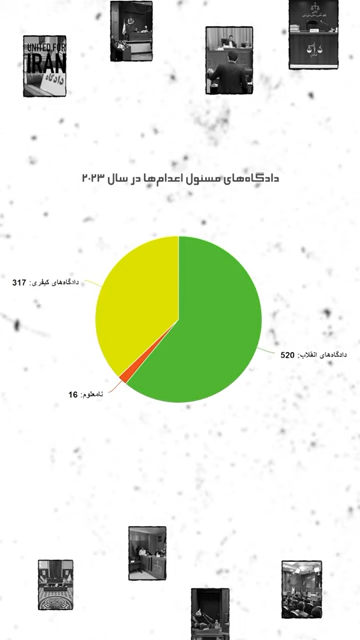 UNITED FOR
IRAN
دادگاه‌های مسئول اعدام‌ها در سال ۲۰۲۳
دادگاه‌های کیفری: 317
دادگاه‌های انقلاب: 520
نامعلوم: 16